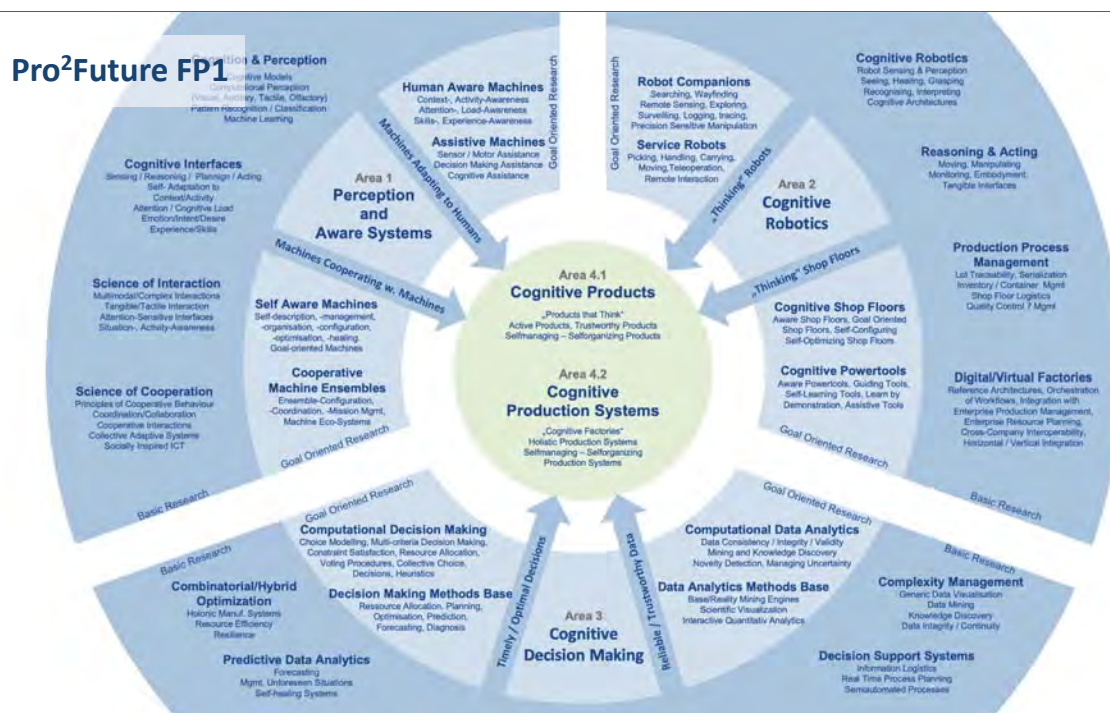 Pro²Future FP1
Cognition & Perception
Cognitive Models
Computational Perception
(Visual, Auditory, Tactile, Olfactory)
Pattern Recognition / Classification
Machine Learning
Cognitive Interfaces
Sensing / Reasoning / Plannign / Acting
Self- Adaptation to
Context/Activity
Attention / Cognitive Load
Emotion/Intent/Desire
Experience/Skills
Science of Interaction
Multimodal/Complex Interactions
Tangible/Tactile Interaction
Attention-Sensitive Interfaces
Situation-, Activity-Awareness
Science of Cooperation
Principles of Cooperative Behaviour
Coordination/Collaboration
Cooperative Interactions
Collective Adaptive Systems
Socially Inspired ICT
Basic Research
Human Aware Machines
Context-, Activity-Awareness
Attention-, Load-Awareness
Skills-, Experience-Awareness
Assistive Machines
Sensor / Motor Assistance
Decision Making Assistance
Cognitive Assistance
Goal Oriented Research
Machines Adapting to Humans
Area 1
Perception
and
Aware Systems
Machines Cooperating w. Machines
Self Aware Machines
Self-description, -management,
-organisation, -configuration,
-optimisation, -healing,
Goal-oriented Machines
Cooperative
Machine Ensembles
Ensemble-Configuration,
-Coordination, -Mission Mgmt,
Machine Eco-Systems
Goal Oriented Research
Goal Oriented Research
Robot Companions
Searching, Wayfinding
Remote Sensing, Exploring,
Surveilling, Logging, tracing,
Precision Sensitive Manipulation
Service Robots
Picking, Handling, Carrying,
Moving,Teleoperation,
Remote Interaction
„Thinking" Robots
Area 2
Cognitive
Robotics
„Thinking" Shop Floors
Cognitive Shop Floors
Aware Shop Floors, Goal Oriented
Shop Floors, Self-Configuring
Self-Optimizing Shop Floors
Cognitive Powertools
Aware Powertools, Guiding Tools,
Self-Learning Tools, Learn by
Demonstration, Assistive Tools
Goal Oriented Research
Cognitive Robotics
Robot Sensing & Perception
Seeing, Hearing, Grasping
Recognising, Interpreting
Cognitive Architectures
Reasoning & Acting
Moving, Manipulating
Monitoring, Embodyment
Tangible Interfaces
Production Process
Management
Lot Traceability, Serialization
Inventory / Container. Mgmt
Shop Floor Logistics
Quality Control ? Mgmt
Digital/Virtual Factories
Reference Architectures, Orchestration
of Workflows, Integration with
Enterprise Production Management,
Enterprise Resource Planning,
Cross-Company Interoperability,
Horizontal / Vertical Integration
Basic Research
Area 4.1
Cognitive Products
„Products that Think"
Active Products, Trustworthy Products
Selfmanaging – Selforganizing Products
Area 4.2
Cognitive
Production Systems
„Cognitive Factories"
Holistic Production Systems
Selfmanaging – Selforganizing
Production Systems
Basic Research
Combinatorial/Hybrid
Optimization
Holonic Manuf. Systems
Resource Efficiency
Resilience
Predictive Data Analytics
Forecasting
Mgmt. Unforeseen Situations
Self-healing Systems
Goal Oriented Research
Computational Decision Making
Choice Modelling, Multi-criteria Decision Making,
Constraint Satisfaction, Resource Allocation,
Voting Procedures, Collective Choice,
Decisions, Heuristics
Decision Making Methods Base
Ressource Allocation, Planning,
Optimisation, Prediction,
Forecasting, Diagnosis
Timely / Optimal Decisions
Area 3
Cognitive
Decision Making
Reliable / 1 Trustworthy Data
Goal Oriented Research
Computational Data Analytics
Data Consistency / Integrity / Validity
Mining and Knowledge Discovery
Novelty Detection, Managing Uncertainty
Data Analytics Methods Base
Base/Reality Mining Engines
Scientific Visualization
Interactive Quantitativ Analytics
Basic Research
Complexity Management
Generic Data Visualisation
Data Mining
Knowledge Discovery
Data Integrity / Continuity
Decision Support Systems
Information Logistics
Real Time Process Planning
Semiautomated Processes